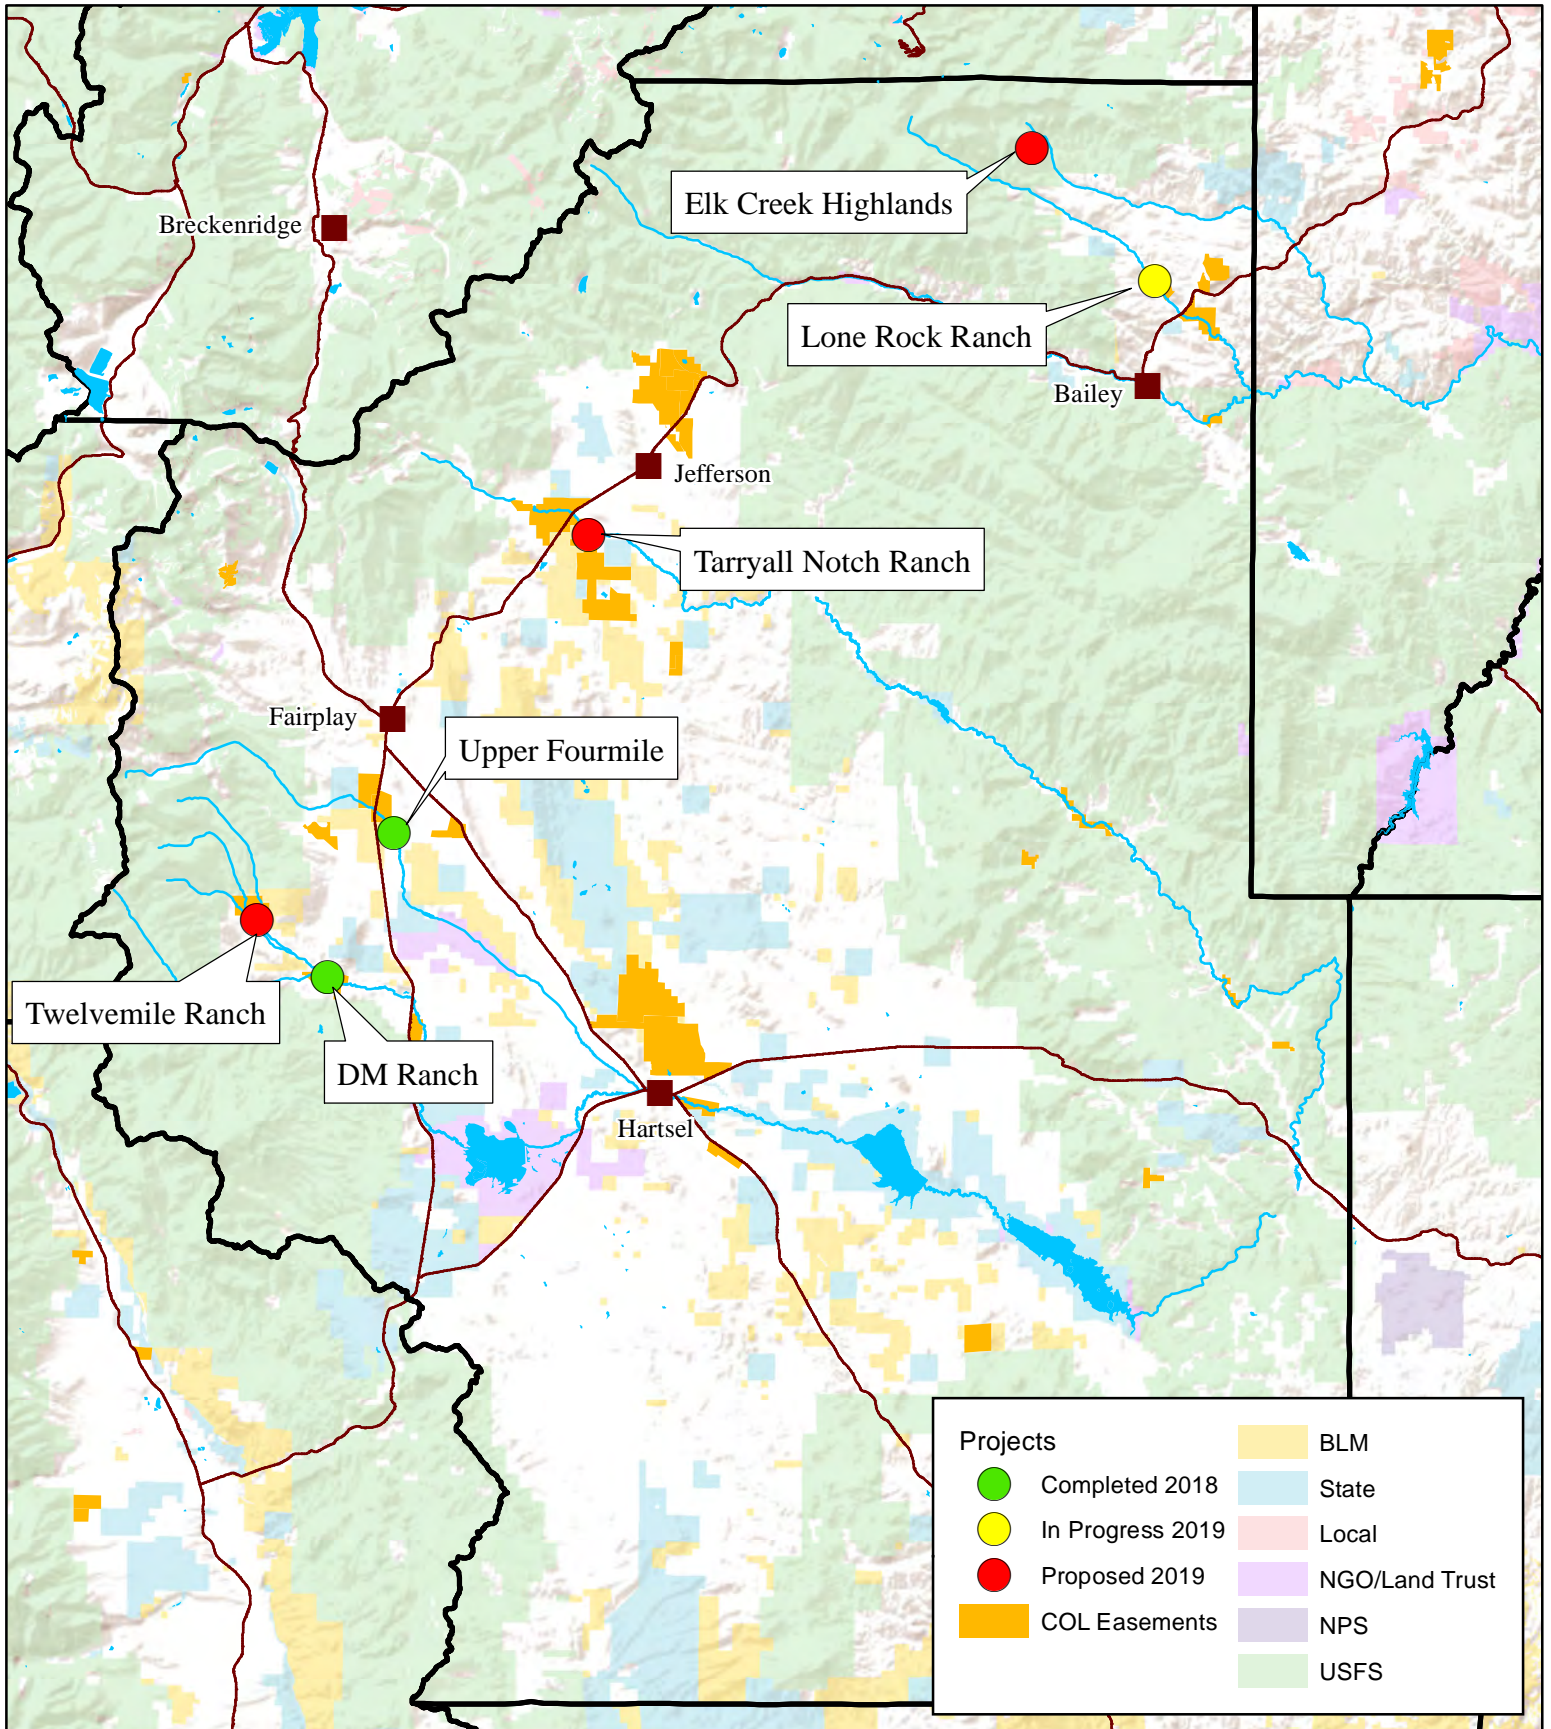 Elk Creek Highlands
Breckenridge
Lone Rock Ranch
Bailey
Jefferson
Tarryall Notch Ranch
Fairplay
Upper Fourmile
Twelvemile Ranch
DM Ranch
Hartsel
Projects
Completed 2018
In Progress 2019
Proposed 2019
COL Easements
BLM
State
Local
NGO/Land Trust
NPS
USFS